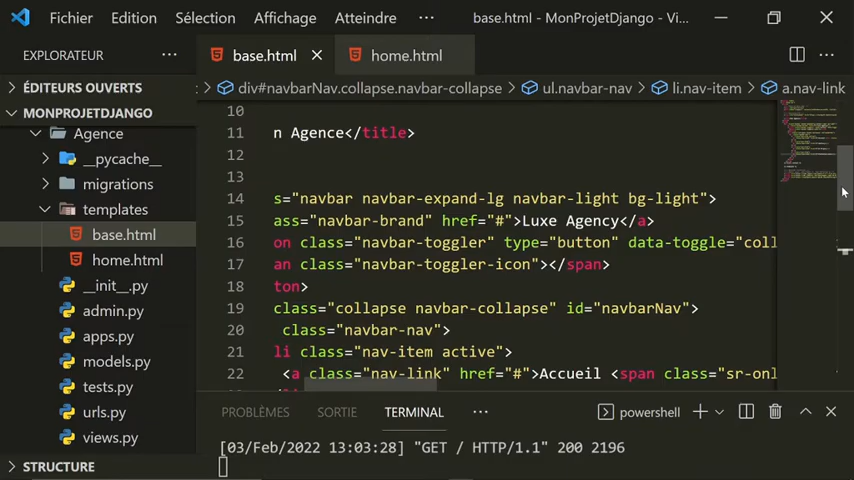 Fichier Edition Sélection Affichage Atteindre ··· base.html - MonProjetDjango - Vi...
EXPLORATEUR ··· base.html home.html ···
ÉDITEURS OUVERTS
div#navbarNav.collapse.navbar-collapse > ul.navbar-nav > li.nav-item > a.nav-link
MONPROJETDJANGO
Agence
__pycache__
migrations
templates
base.html
home.html
__init__.py
admin.py
apps.py
models.py
tests.py
urls.py
views.py
STRUCTURE
10
11 n Agence</title>
12
13
14 s="navbar navbar-expand-lg navbar-light bg-light">
15 ass="navbar-brand" href="#">Luxe Agency</a>
16 on class="navbar-toggler" type="button" data-toggle="coll
17 an class="navbar-toggler-icon"></span>
18 ton>
19 class="collapse navbar-collapse" id="navbarNav">
20 class="navbar-nav">
21 li class="nav-item active">
22 <a class="nav-link" href="#">Accueil <span class="sr-onl
PROBLÈMES SORTIE TERMINAL ··· powershell
[03/Feb/2022 13:03:28] "GET / HTTP/1.1" 200 2196